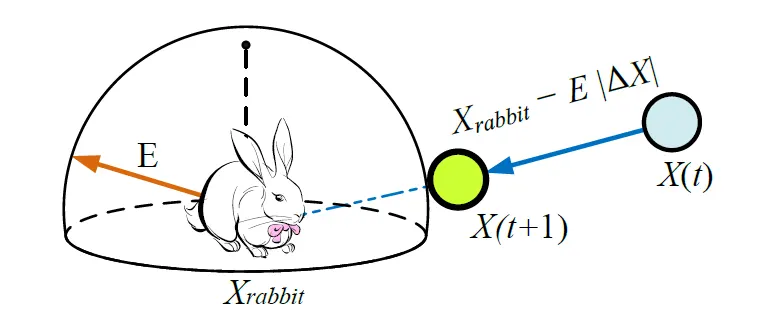 E
X_rabbit − E |ΔX|
X(t)
X(t+1)
X_rabbit